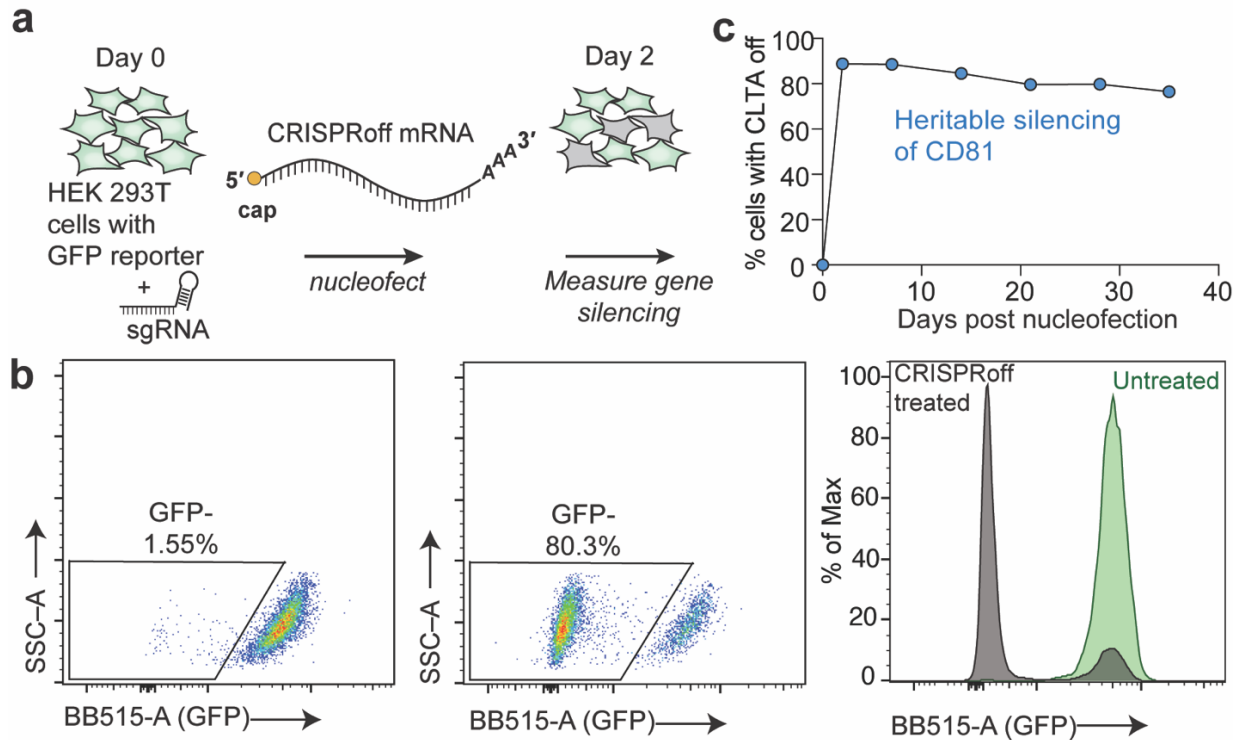 a
Day 0
HEK 293T
cells with
GFP reporter
+
sgRNA
CRISPRoff mRNA
5′
cap
AAA3′
nucleofect
Day 2
Measure gene
silencing
c
% cells with CLTA off
100
80
60
40
20
0
Heritable silencing
of CD81
0
10
20
30
40
Days post nucleofection
b
SSC–A
GFP-
1.55%
BB515-A (GFP)
SSC–A
GFP-
80.3%
BB515-A (GFP)
% of Max
100
80
60
40
20
0
CRISPRoff
treated
Untreated
BB515-A (GFP)